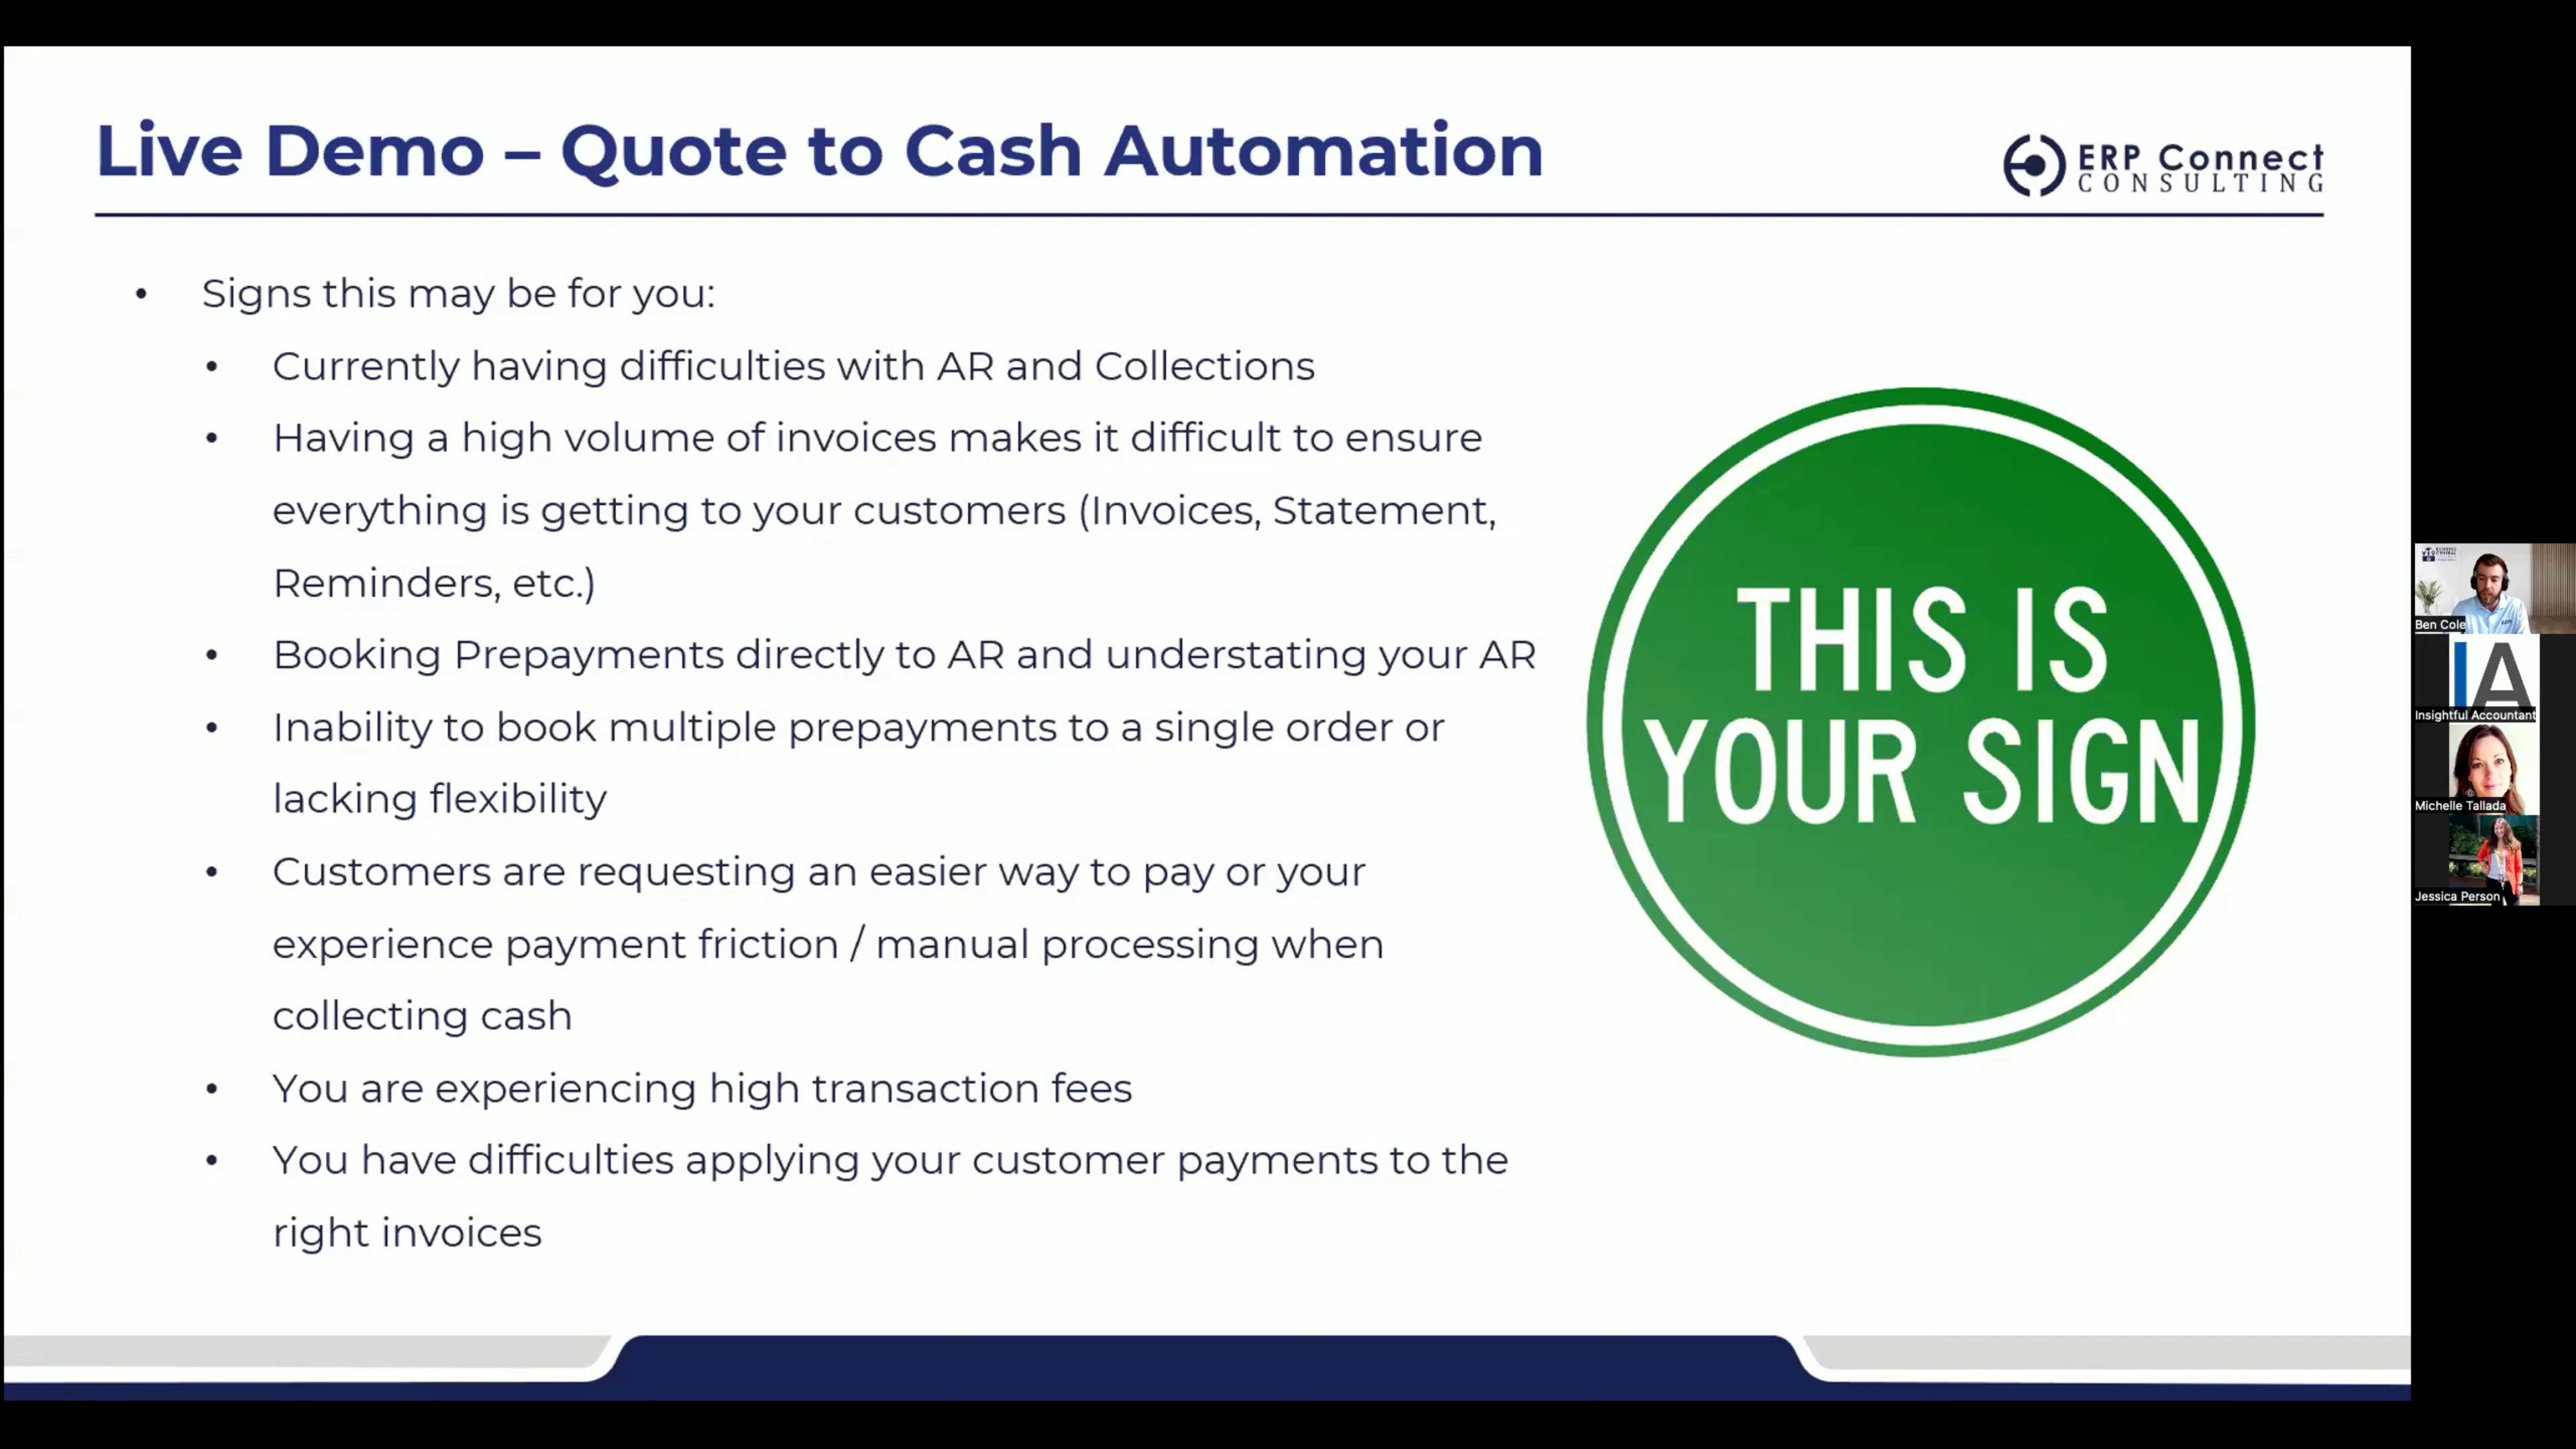 Live Demo – Quote to Cash Automation
ERP Connect
CONSULTING
• Signs this may be for you:
• Currently having difficulties with AR and Collections
• Having a high volume of invoices makes it difficult to ensure
everything is getting to your customers (Invoices, Statement,
Reminders, etc.)
• Booking Prepayments directly to AR and understating your AR
• Inability to book multiple prepayments to a single order or
lacking flexibility
• Customers are requesting an easier way to pay or your
experience payment friction / manual processing when
collecting cash
• You are experiencing high transaction fees
• You have difficulties applying your customer payments to the
right invoices
THIS IS
YOUR SIGN
Ben Cole
IA
Insightful Accountant
Michelle Tallada
Jessica Person